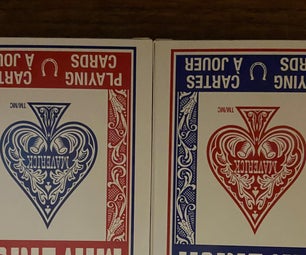 CARTES
À JOUER
TM/MC
MAVERICK
PLAYING CARTES
CARDS À JOUER
TM/MC
MAVERICK